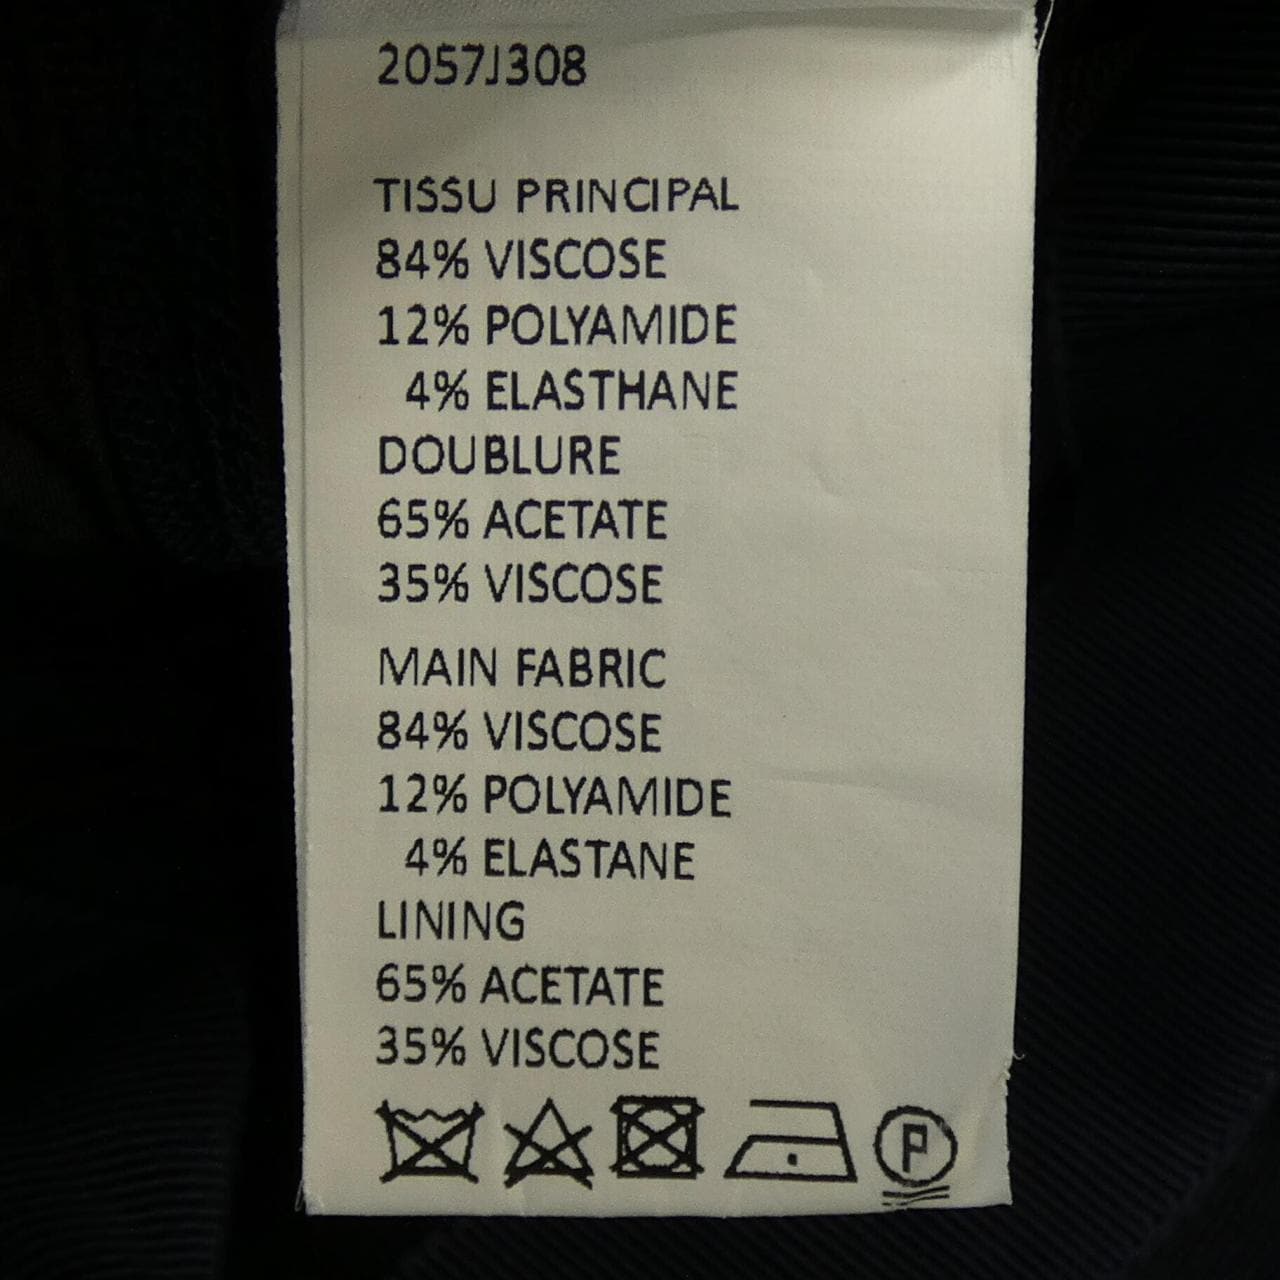 2057J308
TISSU PRINCIPAL
84% VISCOSE
12% POLYAMIDE
4% ELASTHANE
DOUBLURE
65% ACETATE
35% VISCOSE
MAIN FABRIC
84% VISCOSE
12% POLYAMIDE
4% ELASTANE
LINING
65% ACETATE
35% VISCOSE
P